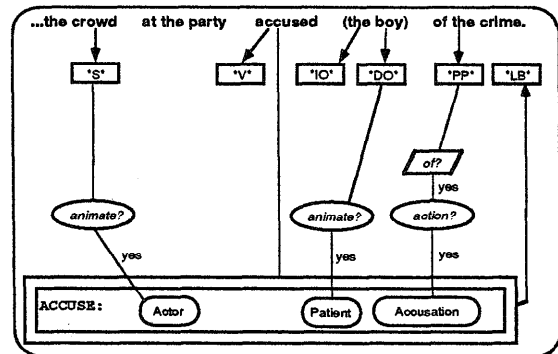 ...the crowd at the party accused (the boy) of the crime.
*S* *V* *IO* *DO* *PP* *LB*
of?
yes
animate? animate? action?
yes yes yes
ACCUSE: Actor Patient Accusation